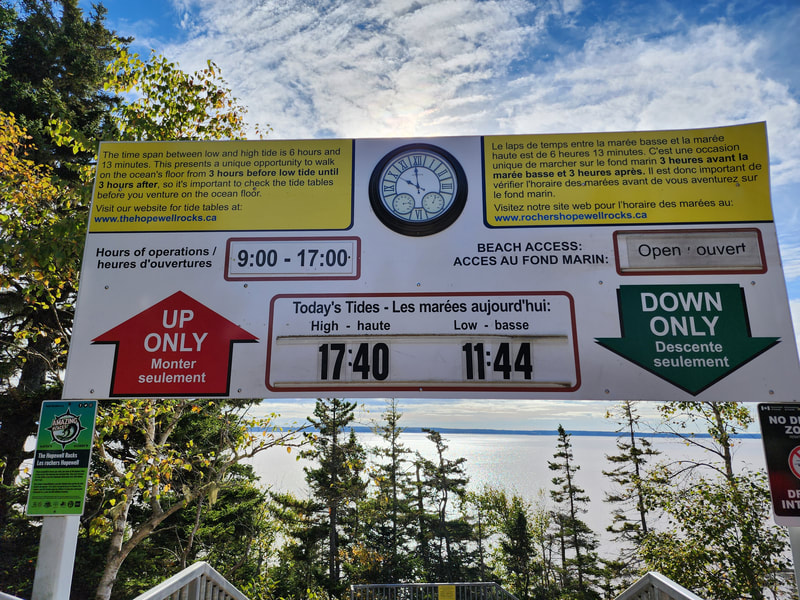 The time span between low and high tide is 6 hours and
13 minutes. This presents a unique opportunity to walk
on the ocean's floor from 3 hours before low tide until
3 hours after, so it's important to check the tide tables
before you venture on the ocean floor.
Visit our website for tide tables at:
www.thehopewellrocks.ca
Le laps de temps entre la marée basse et la marée
haute est de 6 heures 13 minutes. C'est une occasion
unique de marcher sur le fond marin 3 heures avant la
marée basse et 3 heures après. Il est donc important de
vérifier l'horaire des marées avant de vous aventurez sur
le fond marin.
Visitez notre site web pour l'horaire des marées au:
www.rochershopewellrocks.ca
Hours of operations /
heures d'ouvertures
9:00 - 17:00
BEACH ACCESS:
ACCES AU FOND MARIN:
Open ouvert
UP
ONLY
Monter
seulement
Today's Tides - Les marées aujourd'hui:
High - haute
Low - basse
17:40
11:44
DOWN
ONLY
Descente
seulement
AMAZING
The Hopewell Rocks
Les rochers Hopewell
NO D
ZO
DE
INT